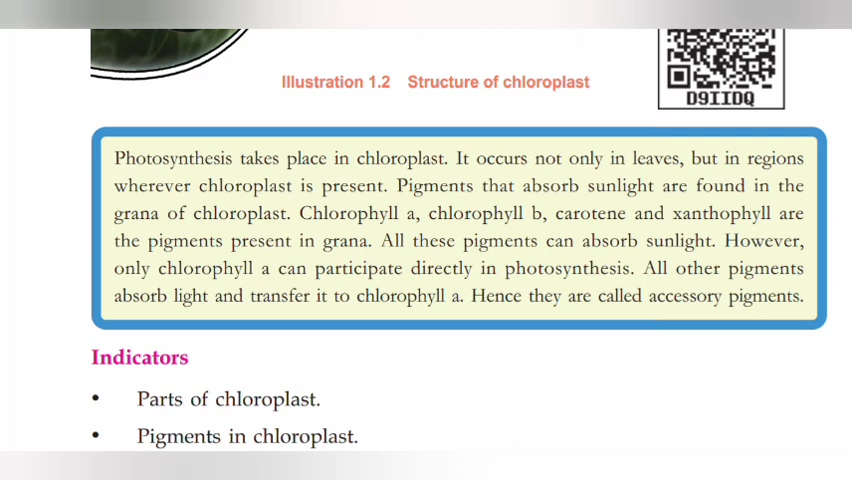 Illustration 1.2 Structure of chloroplast
D9IIDQ
Photosynthesis takes place in chloroplast. It occurs not only in leaves, but in regions
wherever chloroplast is present. Pigments that absorb sunlight are found in the
grana of chloroplast. Chlorophyll a, chlorophyll b, carotene and xanthophyll are
the pigments present in grana. All these pigments can absorb sunlight. However,
only chlorophyll a can participate directly in photosynthesis. All other pigments
absorb light and transfer it to chlorophyll a. Hence they are called accessory pigments.
Indicators
• Parts of chloroplast.
• Pigments in chloroplast.